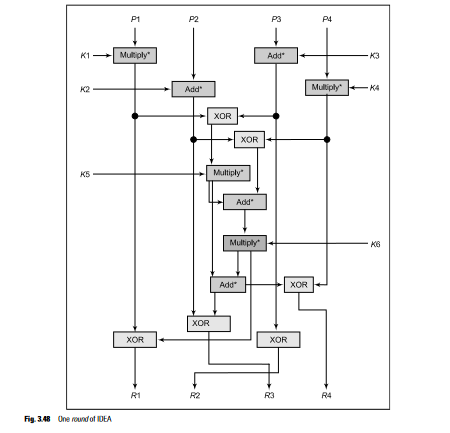 P1 P2 P3 P4
K1 Multiply* Add* K3
K2 Add* Multiply* K4
XOR
XOR
K5 Multiply*
Add*
Multiply* K6
Add* XOR
XOR
XOR XOR
R1 R2 R3 R4
Fig. 3.48 One round of IDEA